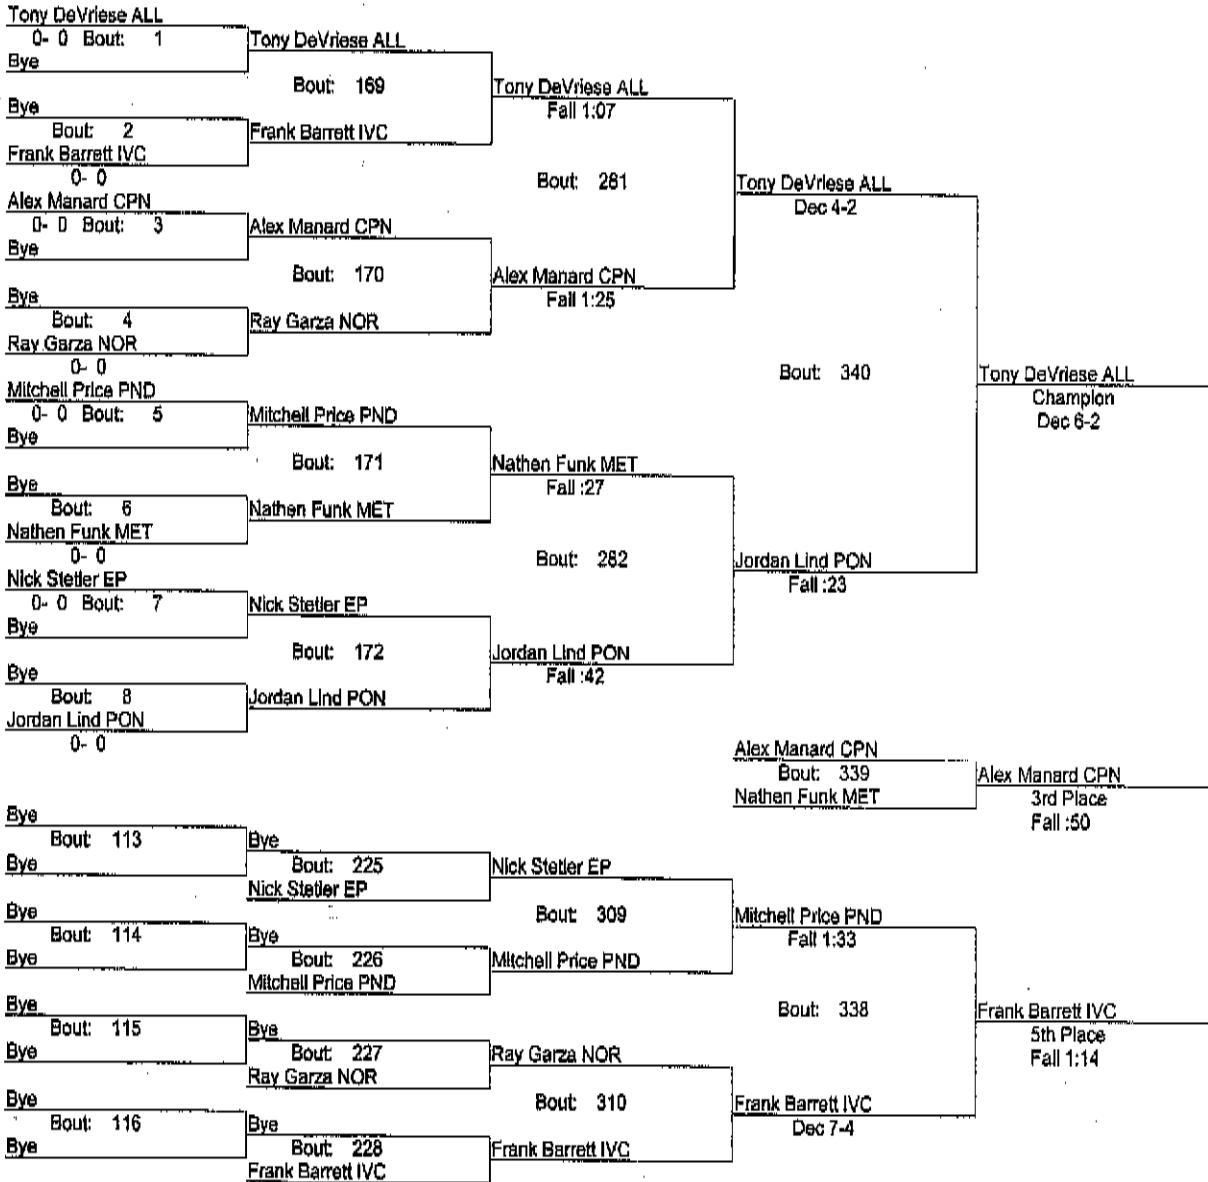 Tony DeVriese ALL
0- 0 Bout: 1
Bye
Tony DeVriese ALL
Bout: 169
Tony DeVriese ALL
Fall 1:07
Bye
Bout: 2
Frank Barrett IVC
0- 0
Frank Barrett IVC
Bout: 281
Tony DeVriese ALL
Dec 4-2
Alex Manard CPN
0- 0 Bout: 3
Bye
Alex Manard CPN
Bout: 170
Alex Manard CPN
Fall 1:25
Bye
Bout: 4
Ray Garza NOR
0- 0
Ray Garza NOR
Bout: 340
Tony DeVriese ALL
Champion
Dec 6-2
Mitchell Price PND
0- 0 Bout: 5
Bye
Mitchell Price PND
Bout: 171
Nathen Funk MET
Fall :27
Bye
Bout: 6
Nathen Funk MET
0- 0
Nathen Funk MET
Bout: 282
Jordan Lind PON
Fall :23
Nick Stetler EP
0- 0 Bout: 7
Bye
Nick Stetler EP
Bout: 172
Jordan Lind PON
Fall :42
Bye
Bout: 8
Jordan Lind PON
0- 0
Jordan Lind PON
Alex Manard CPN
Bout: 339
Nathen Funk MET
Alex Manard CPN
3rd Place
Fall :50
Bye
Bout: 113
Bye
Bye
Bout: 225
Nick Stetler EP
Nick Stetler EP
Bout: 309
Mitchell Price PND
Fall 1:33
Bye
Bout: 114
Bye
Bye
Bout: 226
Mitchell Price PND
Mitchell Price PND
Bout: 338
Frank Barrett IVC
5th Place
Fall 1:14
Bye
Bout: 115
Bye
Bye
Bout: 227
Ray Garza NOR
Ray Garza NOR
Bout: 310
Frank Barrett IVC
Dec 7-4
Bye
Bout: 116
Bye
Bye
Bout: 228
Frank Barrett IVC
Frank Barrett IVC